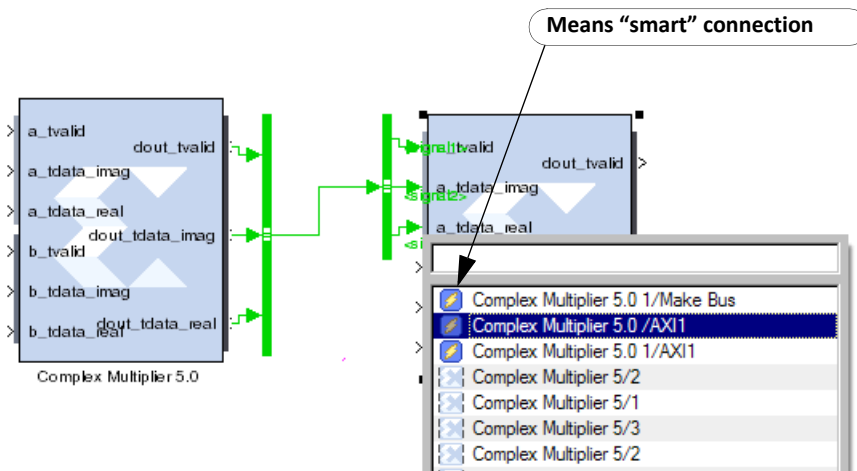 Means “smart” connection
a_tvalid
dout_tvalid
a_tdata_imag
a_tdata_real
dout_tdata_imag
b_tvalid
b_tdata_imag
dout_tdata_real
b_tdata_real
Complex Multiplier 5.0
tvalid
dout_tvalid
a_tdata_imag
<signal2>
a_tdata_real
Complex Multiplier 5.0 1/Make Bus
Complex Multiplier 5.0 /AXI1
Complex Multiplier 5.0 1/AXI1
Complex Multiplier 5/2
Complex Multiplier 5/1
Complex Multiplier 5/3
Complex Multiplier 5/2